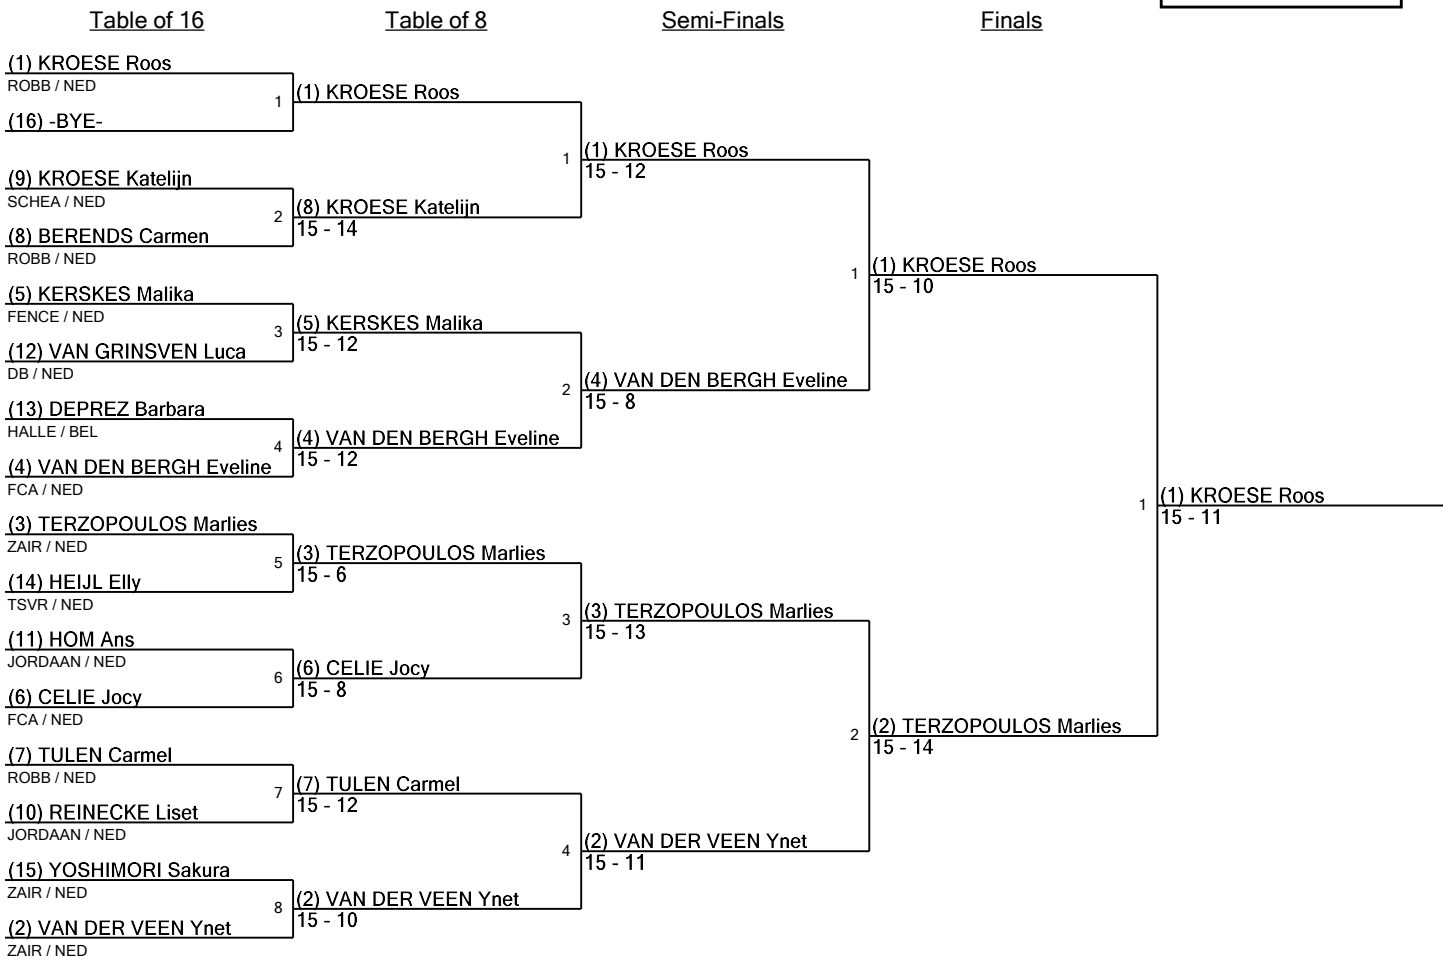 Table of 16
Table of 8
Semi-Finals
Finals
(1) KROESE Roos
ROBB / NED
1
(16) -BYE-
(9) KROESE Katelijn
SCHEA / NED
2
(8) BERENDS Carmen
ROBB / NED
(5) KERSKES Malika
FENCE / NED
3
(12) VAN GRINSVEN Luca
DB / NED
(13) DEPREZ Barbara
HALLE / BEL
4
(4) VAN DEN BERGH Eveline
FCA / NED
(3) TERZOPOULOS Marlies
ZAIR / NED
5
(14) HEIJL Elly
TSVR / NED
(11) HOM Ans
JORDAAN / NED
6
(6) CELIE Jocy
FCA / NED
(7) TULEN Carmel
ROBB / NED
7
(10) REINECKE Liset
JORDAAN / NED
(15) YOSHIMORI Sakura
ZAIR / NED
8
(2) VAN DER VEEN Ynet
ZAIR / NED
(1) KROESE Roos
1
(8) KROESE Katelijn
15 - 14
(5) KERSKES Malika
15 - 12
2
(4) VAN DEN BERGH Eveline
15 - 12
(3) TERZOPOULOS Marlies
15 - 6
3
(6) CELIE Jocy
15 - 8
(7) TULEN Carmel
15 - 12
4
(2) VAN DER VEEN Ynet
15 - 10
(1) KROESE Roos
15 - 12
1
(4) VAN DEN BERGH Eveline
15 - 8
(3) TERZOPOULOS Marlies
15 - 13
2
(2) VAN DER VEEN Ynet
15 - 11
(1) KROESE Roos
15 - 10
1
(2) TERZOPOULOS Marlies
15 - 14
(1) KROESE Roos
15 - 11